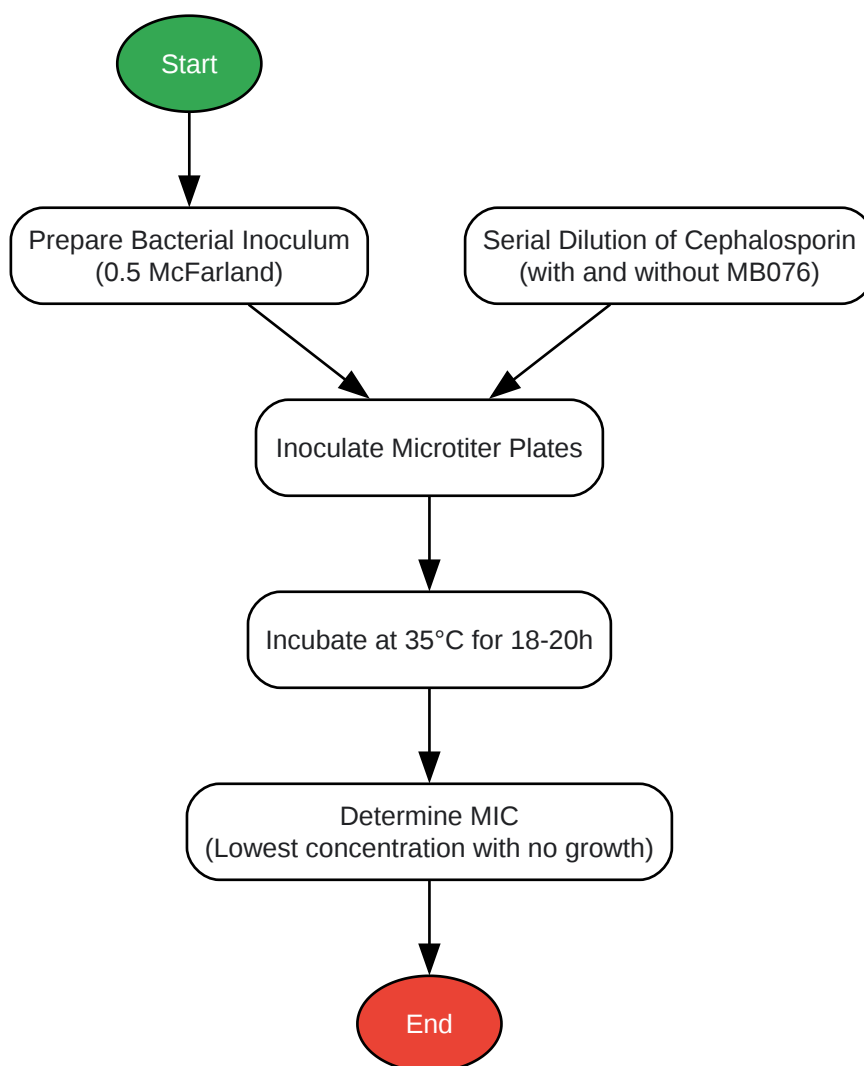 Start
Prepare Bacterial Inoculum
(0.5 McFarland)
Serial Dilution of Cephalosporin
(with and without MB076)
Inoculate Microtiter Plates
Incubate at 35°C for 18-20h
Determine MIC
(Lowest concentration with no growth)
End